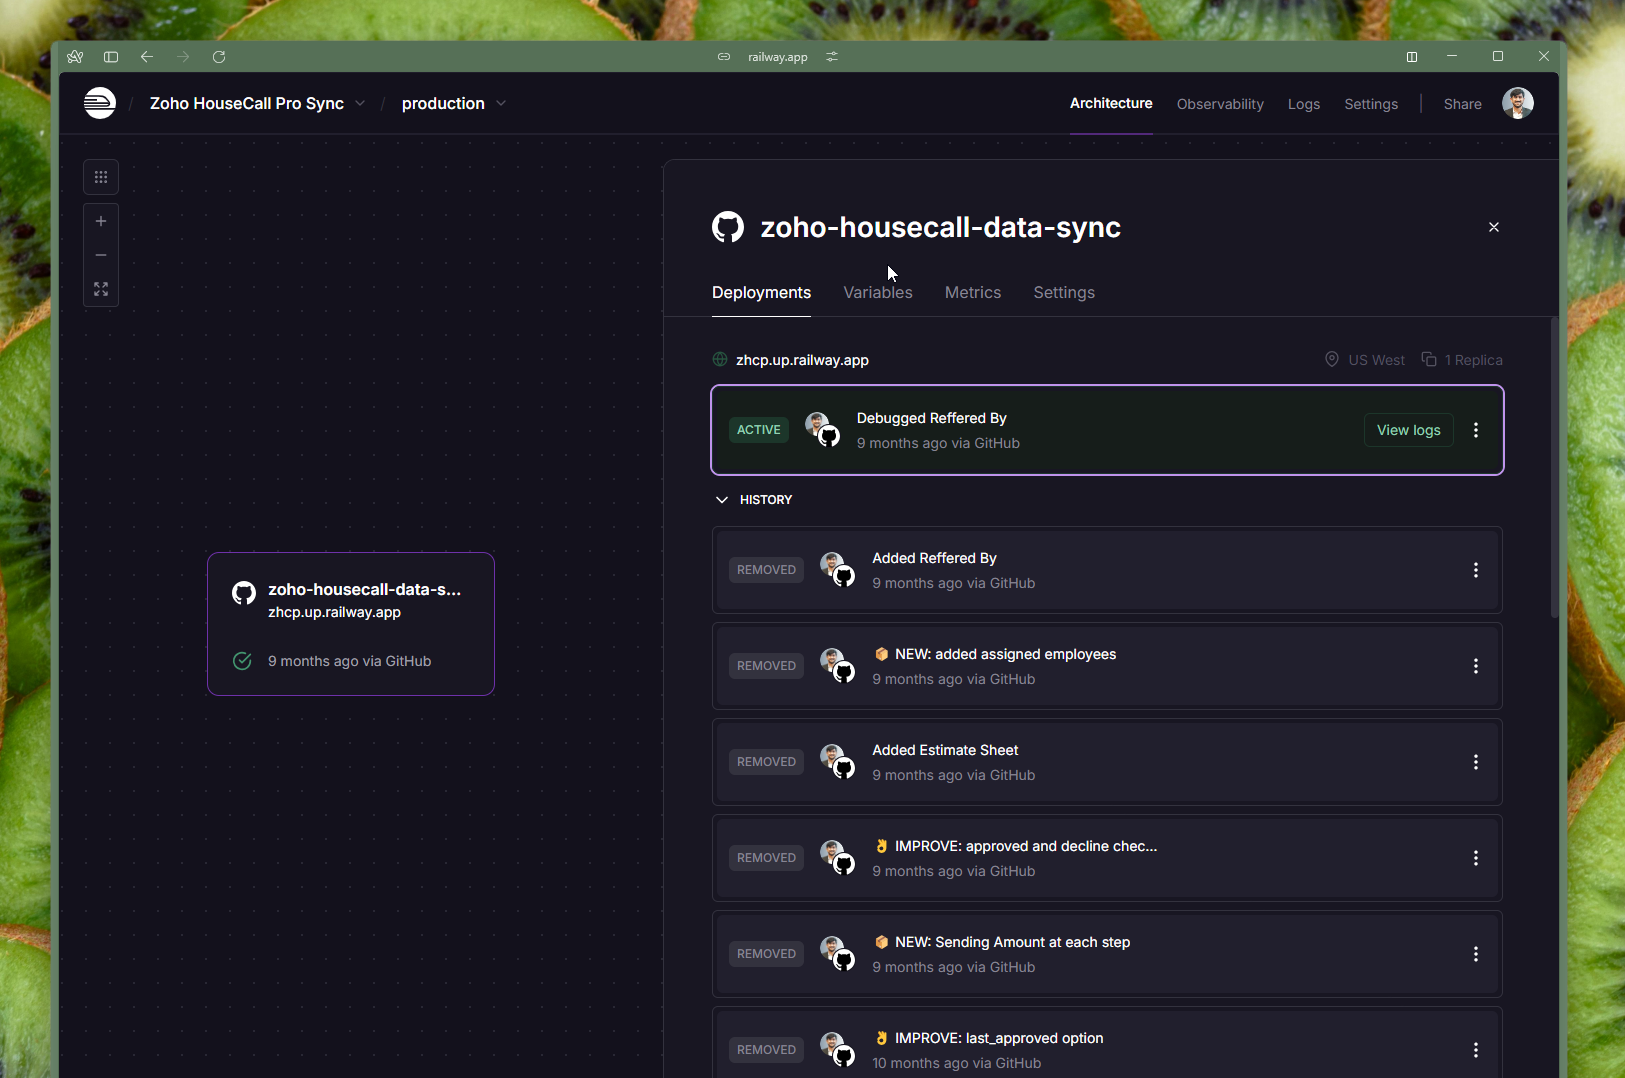 railway.app
/ Zoho HouseCall Pro Sync / production
Architecture
Observability
Logs
Settings
Share
zoho-housecall-data-sync
Deployments
Variables
Metrics
Settings
zhcp.up.railway.app
US West
1 Replica
ACTIVE
Debugged Reffered By
9 months ago via GitHub
View logs
HISTORY
REMOVED
Added Reffered By
9 months ago via GitHub
REMOVED
📦 NEW: added assigned employees
9 months ago via GitHub
REMOVED
Added Estimate Sheet
9 months ago via GitHub
REMOVED
👌 IMPROVE: approved and decline chec...
9 months ago via GitHub
REMOVED
📦 NEW: Sending Amount at each step
9 months ago via GitHub
REMOVED
👌 IMPROVE: last_approved option
10 months ago via GitHub
zoho-housecall-data-s...
zhcp.up.railway.app
9 months ago via GitHub